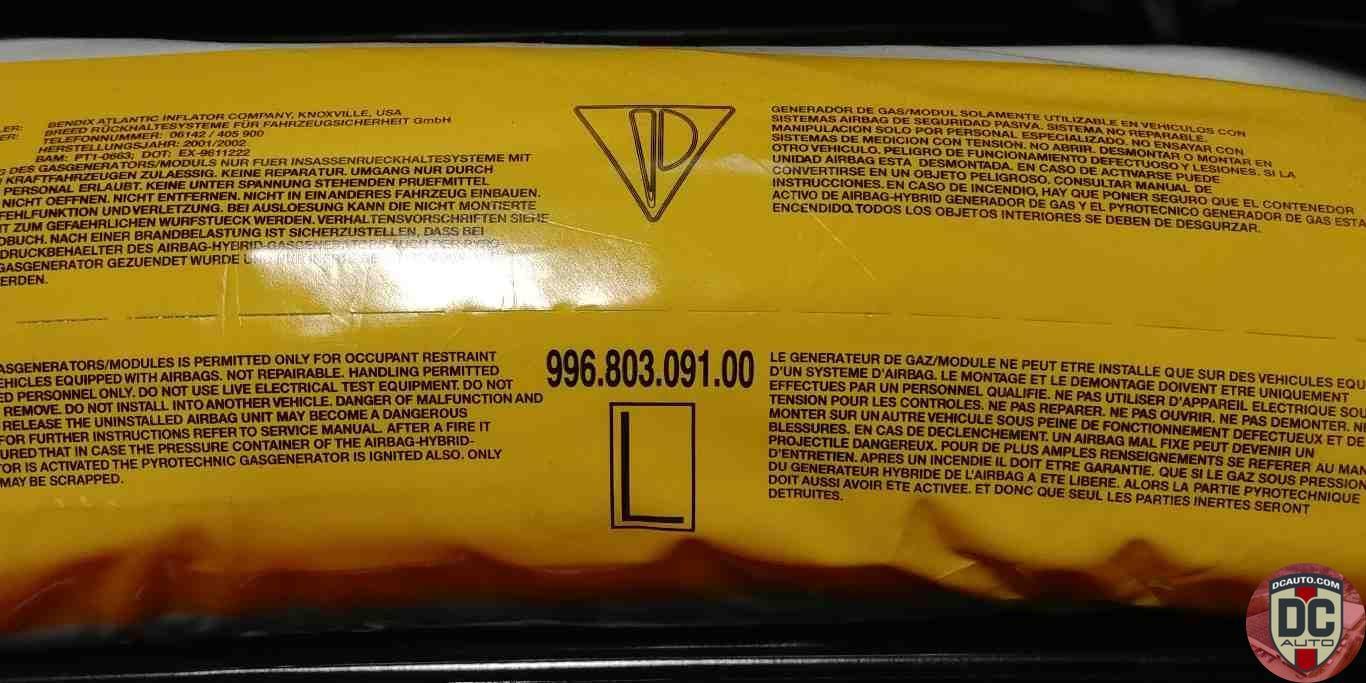 LER: BENDIX ATLANTIC INFLATOR COMPANY, KNOXVILLE, USA
ER: BREED RÜCKHALTESYSTEME FÜR FAHRZEUGSICHERHEIT GmbH
TELEFONNUMMER: 06142 / 405 900
HERSTELLUNGSJAHR: 2001/2002
BAM: PT1-0663; DOT: EX-9611222
G DES GASGENERATORS/MODULS NUR FUER INSASSENRUECKHALTESYSTEME MIT
KRAFTFAHRZEUGEN ZULAESSIG. KEINE REPARATUR. UMGANG NUR DURCH
PERSONAL ERLAUBT. KEINE UNTER SPANNUNG STEHENDEN PRUEFMITTEL
NICHT OEFFNEN. NICHT ENTFERNEN. NICHT IN EIN ANDERES FAHRZEUG EINBAUEN.
FEHLFUNKTION UND VERLETZUNG. BEI AUSLOESUNG KANN DIE NICHT MONTIERTE
T ZUM GEFAEHRLICHEN WURFSTUECK WERDEN. VERHALTENSVORSCHRIFTEN SIEHE
DBUCH. NACH EINER BRANDBELASTUNG IST SICHERZUSTELLEN, DASS BEI
DRUCKBEHAELTER DES AIRBAG-HYBRID-GASGENERATORS AUCH DER PYRO-
GASGENERATOR GEZUENDET WURDE
ERDEN.
GENERADOR DE GAS/MODUL SOLAMENTE UTILIZABLE EN VEHICULOS CON
SISTEMAS AIRBAG DE SEGURIDAD PASIVA. SISTEMA NO REPARABLE.
MANIPULACION SOLO POR PERSONAL ESPECIALIZADO. NO ENSAYAR CON
SISTEMAS DE MEDICION CON TENSION. NO ABRIR. DESMONTAR O MONTAR EN
OTRO VEHICULO. PELIGRO DE FUNCIONAMIENTO DEFECTUOSO Y LESIONES. SI LA
UNIDAD AIRBAG ESTA DESMONTADA, EN CASO DE ACTIVARSE PUEDE
CONVERTIRSE EN UN OBJETO PELIGROSO. CONSULTAR MANUAL DE
INSTRUCCIONES. EN CASO DE INCENDIO, HAY QUE PONER SEGURO QUE EL CONTENEDOR
ACTIVO DE AIRBAG-HYBRID GENERADOR DE GAS Y EL PYROTECNICO GENERADOR DE GAS ESTA
ENCENDIDO. TODOS LOS OBJETOS INTERIORES SE DEBEN DE DESGURZAR.
ASGENERATORS/MODULES IS PERMITTED ONLY FOR OCCUPANT RESTRAINT
EHICLES EQUIPPED WITH AIRBAGS. NOT REPAIRABLE. HANDLING PERMITTED
ED PERSONNEL ONLY. DO NOT USE LIVE ELECTRICAL TEST EQUIPMENT. DO NOT
REMOVE. DO NOT INSTALL INTO ANOTHER VEHICLE. DANGER OF MALFUNCTION AND
RELEASE THE UNINSTALLED AIRBAG UNIT MAY BECOME A DANGEROUS
FOR FURTHER INSTRUCTIONS REFER TO SERVICE MANUAL. AFTER A FIRE IT
URED THAT IN CASE THE PRESSURE CONTAINER OF THE AIRBAG-HYBRID-
OR IS ACTIVATED THE PYROTECHNIC GASGENERATOR IS IGNITED ALSO. ONLY
MAY BE SCRAPPED.
996.803.091.00
L
LE GENERATEUR DE GAZ/MODULE NE PEUT ETRE INSTALLE QUE SUR DES VEHICULES EQU
D'UN SYSTEME D'AIRBAG. LE MONTAGE ET LE DEMONTAGE DOIVENT ETRE UNIQUEMENT
EFFECTUES PAR UN PERSONNEL QUALIFIE. NE PAS UTILISER D'APPAREIL ELECTRIQUE SOU
TENSION POUR LES CONTROLES. NE PAS REPARER. NE PAS OUVRIR. NE PAS DEMONTER. NE
MONTER SUR UN AUTRE VEHICULE SOUS PEINE DE FONCTIONNEMENT DEFECTUEUX ET DE
BLESSURES. EN CAS DE DECLENCHEMENT. UN AIRBAG MAL FIXE PEUT DEVENIR UN
PROJECTILE DANGEREUX. POUR DE PLUS AMPLES RENSEIGNEMENTS SE REFERER AU MAN
D'ENTRETIEN. APRES UN INCENDIE IL DOIT ETRE GARANTIE. QUE SI LE GAZ SOUS PRESSION
DU GENERATEUR HYBRIDE DE L'AIRBAG A ETE LIBERE. ALORS LA PARTIE PYROTECHNIQUE
DOIT AUSSI AVOIR ETE ACTIVEE. ET DONC QUE SEUL LES PARTIES INERTES SERONT
DETRUITES.
DCAUTO.COM
DC
AUTO